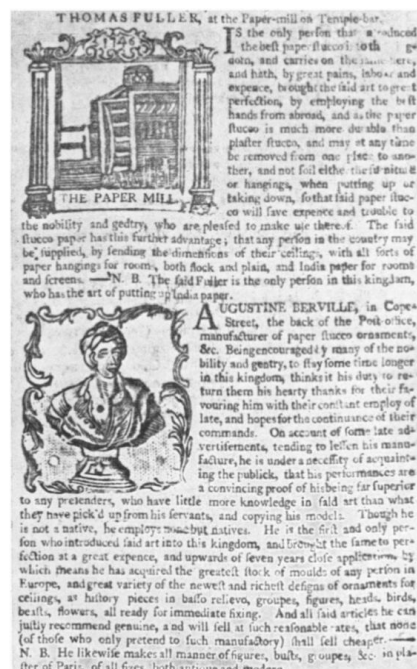 THOMAS FULLER, at the Paper-mill on Temple-bar,
1746
IS the only person that introduced
the best paper stucco in to th
dom, and carries on the same here,
and hath, by great pains, labour and
expence, brought the said art to great
perfection, by employing the best
hands from abroad, and as the paper
stucco is much more durable than
plaister stucco, and may at any time
be removed from one place to ano-
ther, and not soil either the furniture
or hangings, when putting up or
taking down, so that said paper stuc-
THE PAPER MILL
co will save expence and trouble to
the nobility and gedtry, who are pleased to make use thereof. The said
stucco paper has this further advantage; that any person in the country may
be supplied, by sending the dimensions of their ceilings, with all sorts of
paper hangings for rooms, both flock and plain, and India paper for rooms
and screens. —N. B. The said Fuller is the only person in this kingdam,
who has the art of putting up India paper.
AUGUSTINE BERVILLE, in Cope-
Street, the back of the Post-office,
manufacturer of paper stucco ornaments,
&c. Being encouraged by many of the no-
bility and gentry, to stay some time longer
in this kingdom, thinks it his duty to re-
turn them his hearty thanks for their fa-
vouring him with their constant employ of
late, and hopes for the continuance of their
commands. On account of some late ad-
vertisements, tending to lessen his manu-
facture, he is under a necessity of acquaint-
ing the publick, that his performances are
a convincing proof of his being far superior
to any pretenders, who have little more knowledge in said art than what
they have pick'd up from his servants, and copying his models. Though he
is not a native, he employs none but natives. He is the first and only per-
son who introduced said art into this kingdom, and brought the same to per-
fection at a great expence, and upwards of seven years close application, by
which means he has acquired the greatest stock of moulds of any person in
Europe, and great variety of the newest and richest designs of ornaments for
ceilings, as history pieces in basso relievo, groupes, figures, heads, birds,
beasts, flowers, all ready for immediate fixing. And all said articles he can
justly recommend genuine, and will sell at such reasonable rates, that none
(of those who only pretend to such manufactory) shall sell cheaper.
N. B. He likewise makes all manner of figures, busts, groupes, &c. in pla-
ster of Paris, of all sizes, both